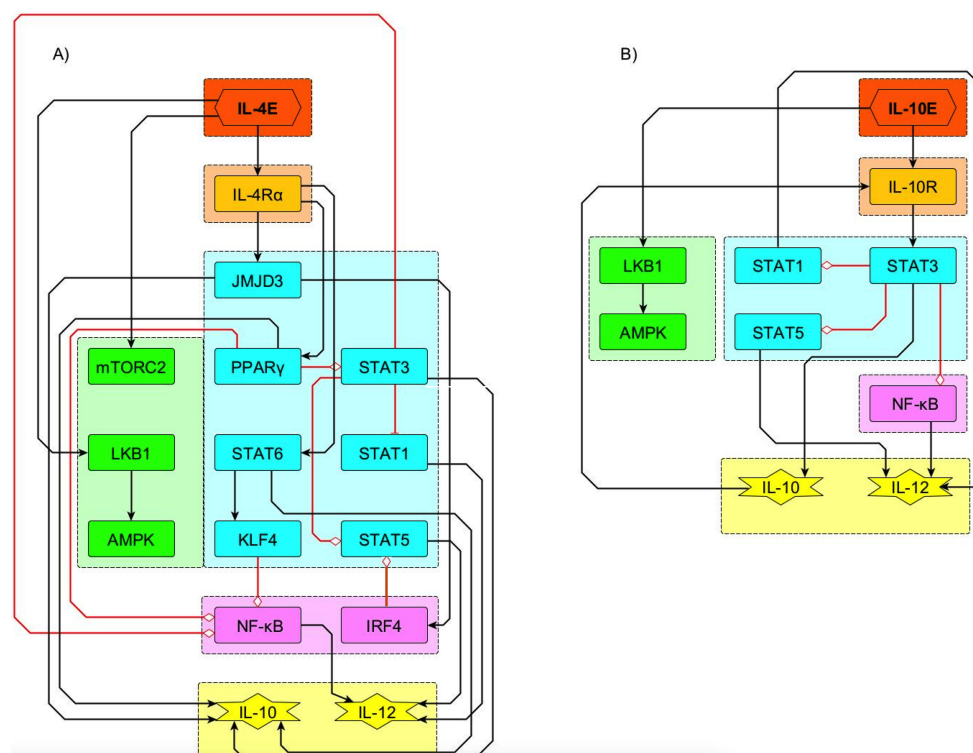 A)
IL-4E
IL-4Rα
JMJD3
mTORC2
PPARγ
STAT3
LKB1
STAT6
STAT1
AMPK
KLF4
STAT5
NF-κB
IRF4
IL-10
IL-12
B)
IL-10E
IL-10R
LKB1
STAT1
STAT3
AMPK
STAT5
NF-κB
IL-10
IL-12